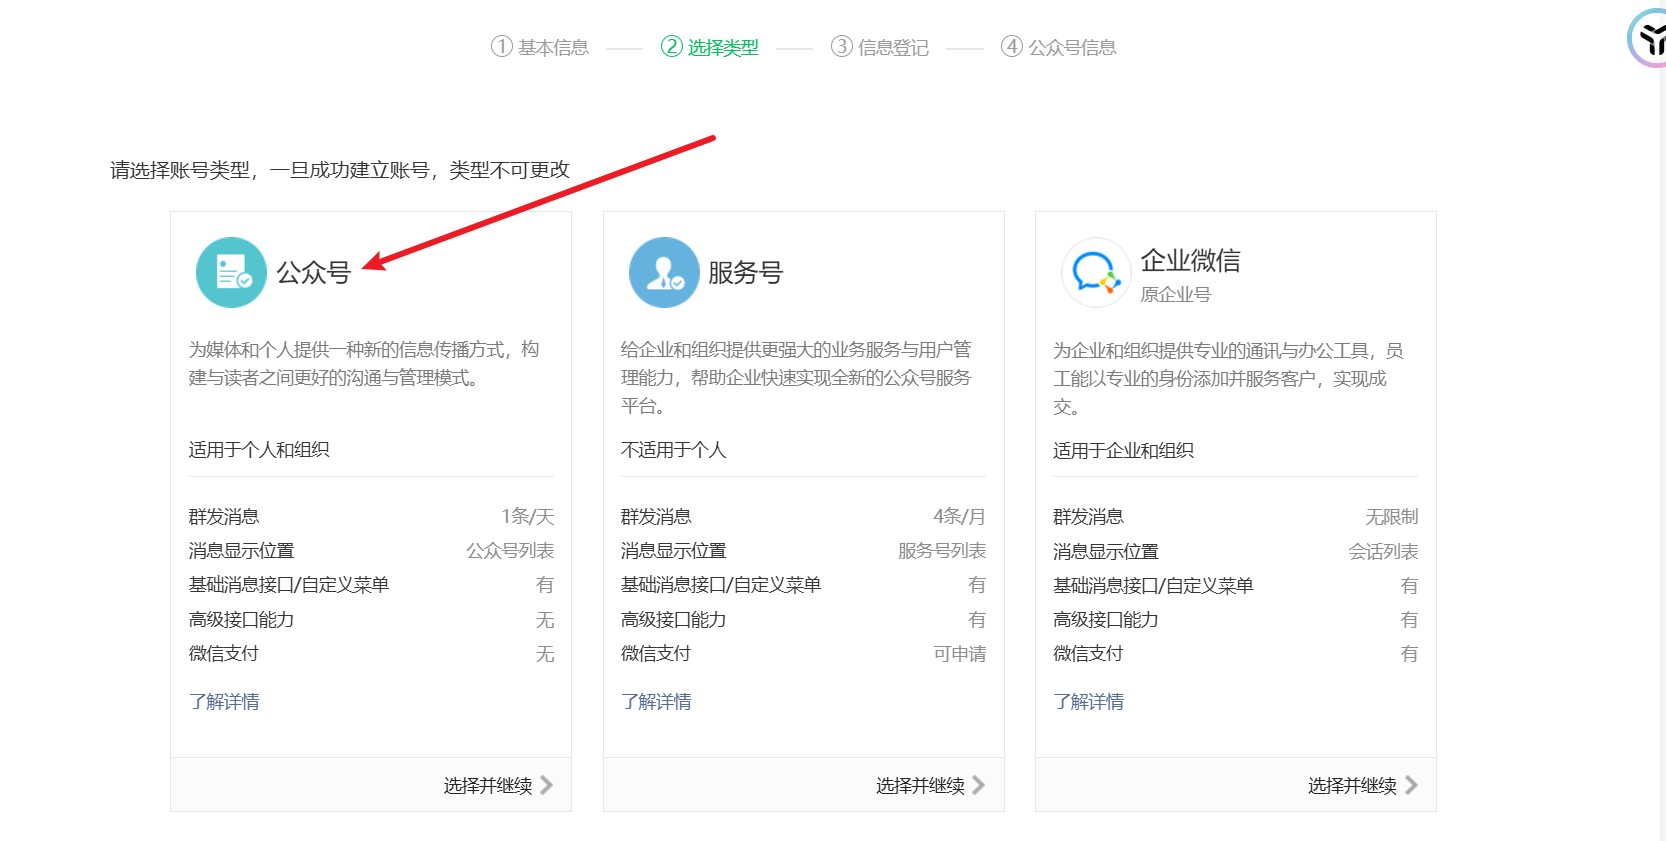 ① 基本信息 ② 选择类型 ③ 信息登记 ④ 公众号信息
请选择账号类型，一旦成功建立账号，类型不可更改
公众号
为媒体和个人提供一种新的信息传播方式，构
建与读者之间更好的沟通与管理模式。
适用于个人和组织
群发消息 1条/天
消息显示位置 公众号列表
基础消息接口/自定义菜单 有
高级接口能力 无
微信支付 无
了解详情
选择并继续
服务号
给企业和组织提供更强大的业务服务与用户管
理能力，帮助企业快速实现全新的公众号服务
平台。
不适用于个人
群发消息 4条/月
消息显示位置 服务号列表
基础消息接口/自定义菜单 有
高级接口能力 有
微信支付 可申请
了解详情
选择并继续
企业微信
原企业号
为企业和组织提供专业的通讯与办公工具，员
工能以专业的身份添加并服务客户，实现成
交。
适用于企业和组织
群发消息 无限制
消息显示位置 会话列表
基础消息接口/自定义菜单 有
高级接口能力 有
微信支付 有
了解详情
选择并继续